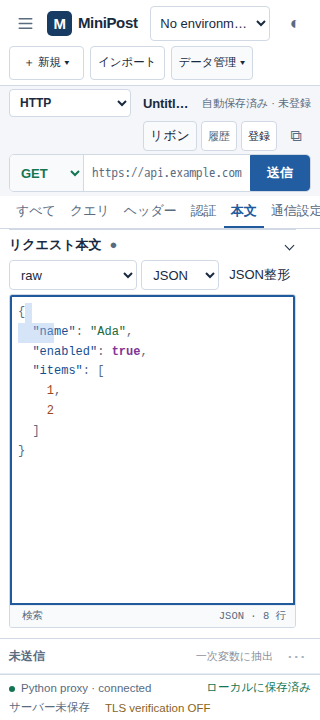 M MiniPost No environm…
+ 新規 ▾ インポート データ管理 ▾
HTTP Untitl… 自動保存済み · 未登録
リボン 履歴 登録
GET https://api.example.com 送信
すべて クエリ ヘッダー 認証 本文 通信設定
リクエスト本文 ●
raw JSON JSON整形
{
"name": "Ada",
"enabled": true,
"items": [
1,
2
]
}
検索 JSON · 8 行
未送信 一次変数に抽出 ···
● Python proxy · connected ローカルに保存済み
サーバー未保存 TLS verification OFF